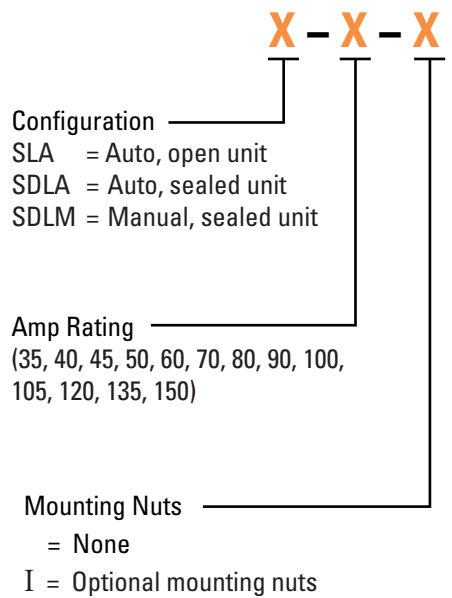 X – X – X
Configuration
SLA = Auto, open unit
SDLA = Auto, sealed unit
SDLM = Manual, sealed unit
Amp Rating
(35, 40, 45, 50, 60, 70, 80, 90, 100,
105, 120, 135, 150)
Mounting Nuts
= None
I = Optional mounting nuts